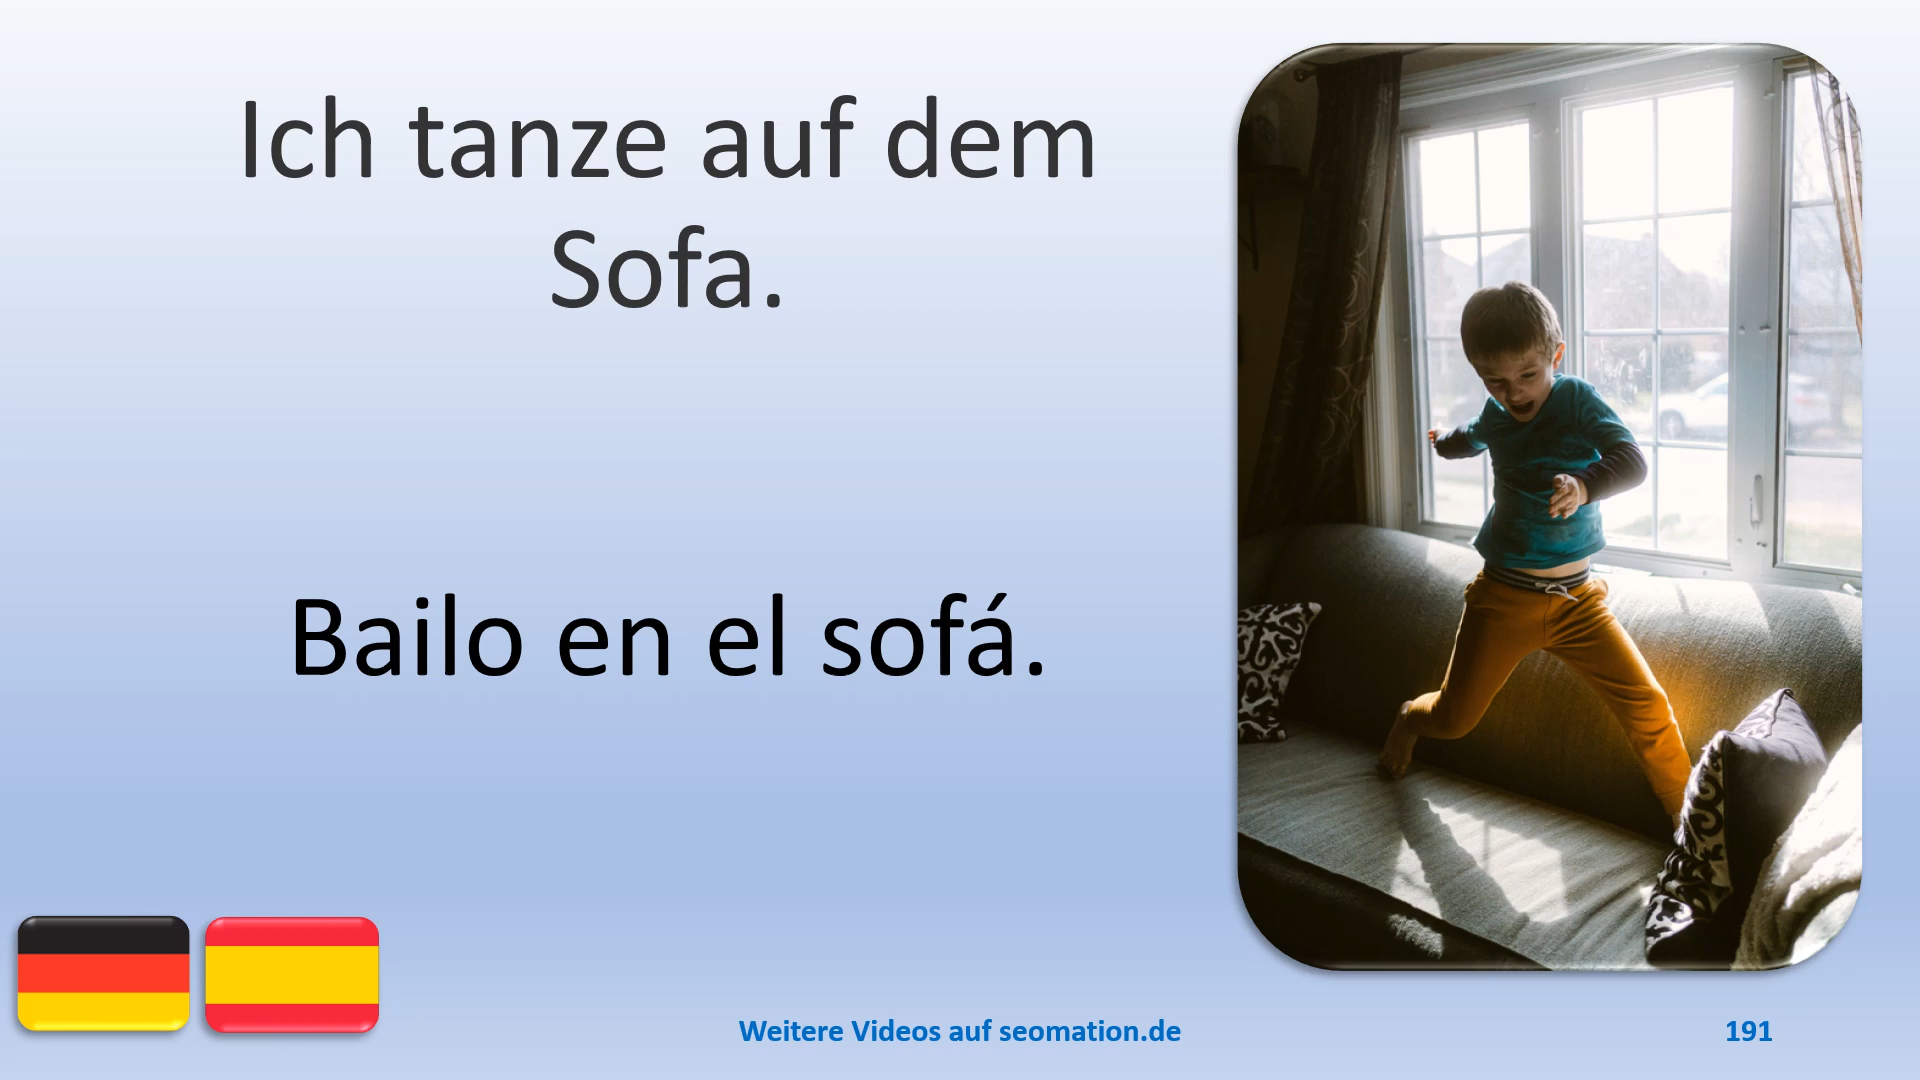 Ich tanze auf dem
Sofa.
Bailo en el sofá.
Weitere Videos auf seomation.de
191